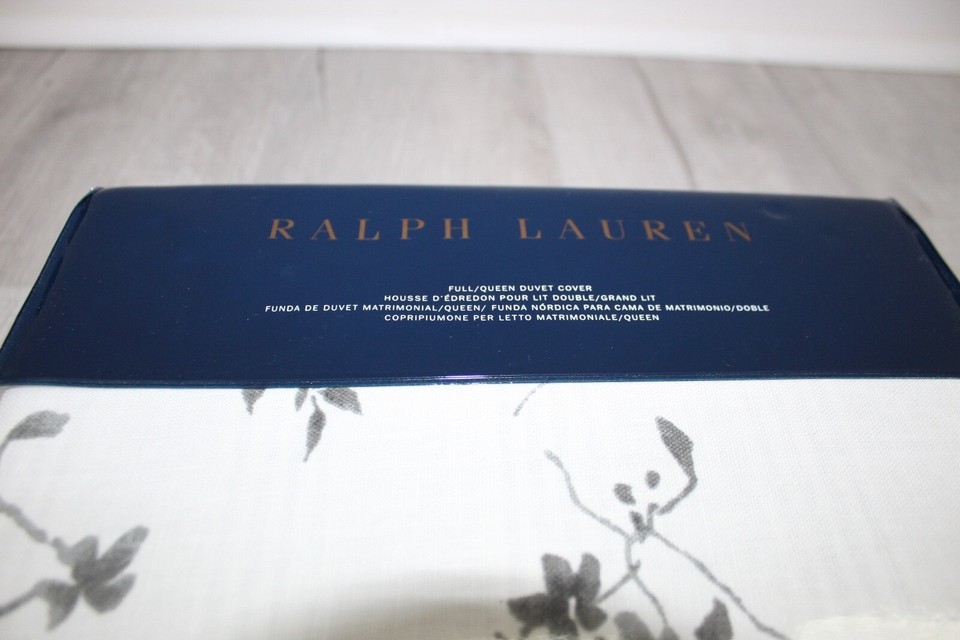 RALPH LAUREN
FULL/QUEEN DUVET COVER
HOUSSE D'ÉDREDON POUR LIT DOUBLE/GRAND LIT
FUNDA DE DUVET MATRIMONIAL/QUEEN/ FUNDA NÓRDICA PARA CAMA DE MATRIMONIO/DOBLE
COPRIPIUMONE PER LETTO MATRIMONIALE/QUEEN